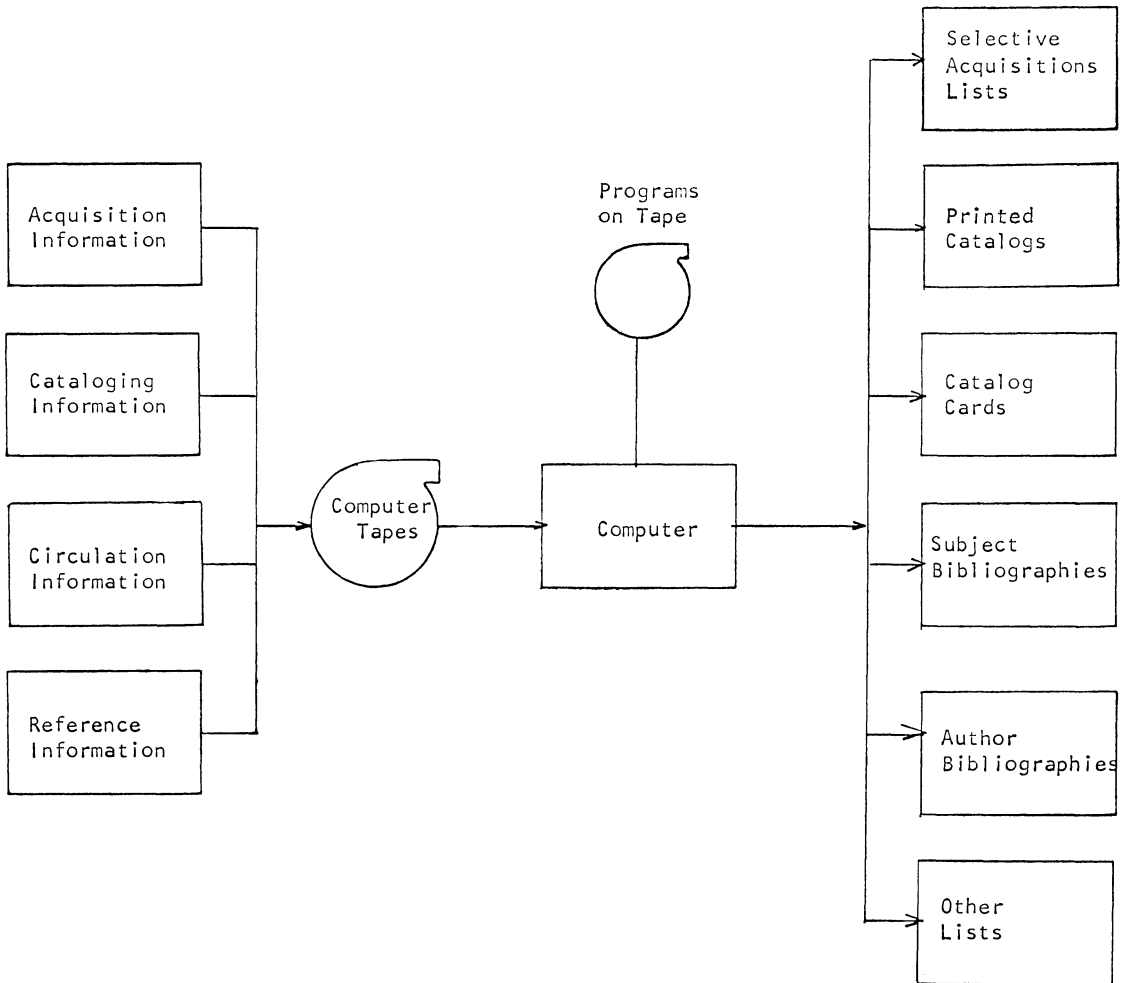 Selective
Acquisitions
Lists
Acquisition
Information
Programs
on Tape
Printed
Catalogs
Cataloging
Information
Catalog
Cards
Computer
Tapes
Computer
Circulation
Information
Subject
Bibliographies
Reference
Information
Author
Bibliographies
Other
Lists